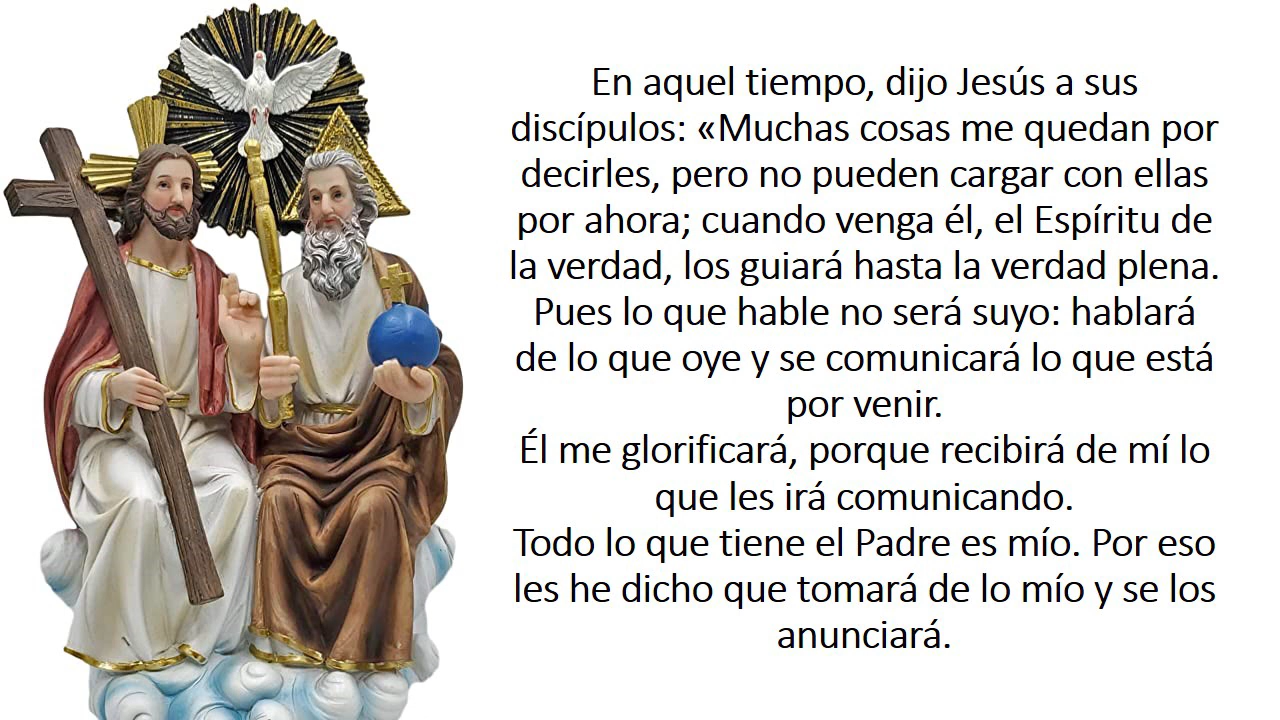 En aquel tiempo, dijo Jesús a sus
discípulos: «Muchas cosas me quedan por
decirles, pero no pueden cargar con ellas
por ahora; cuando venga él, el Espíritu de
la verdad, los guiará hasta la verdad plena.
Pues lo que hable no será suyo: hablará
de lo que oye y se comunicará lo que está
por venir.
Él me glorificará, porque recibirá de mí lo
que les irá comunicando.
Todo lo que tiene el Padre es mío. Por eso
les he dicho que tomará de lo mío y se los
anunciará.